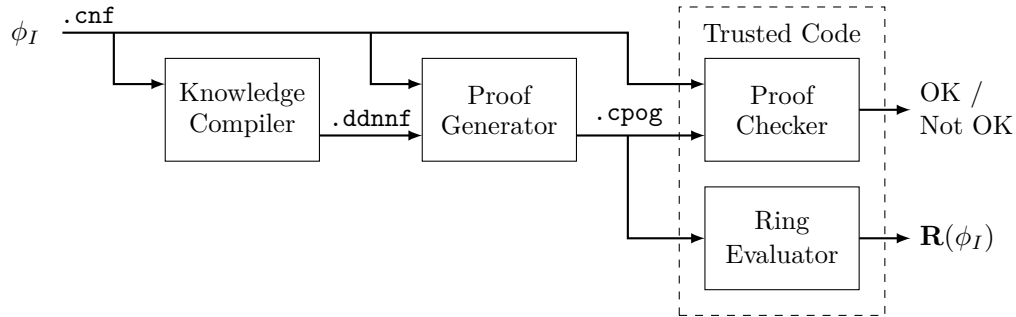 .cnf
ϕ_I
Trusted Code
Knowledge
Compiler
.ddnnf
Proof
Generator
.cpog
Proof
Checker
OK /
Not OK
Ring
Evaluator
R(ϕ_I)